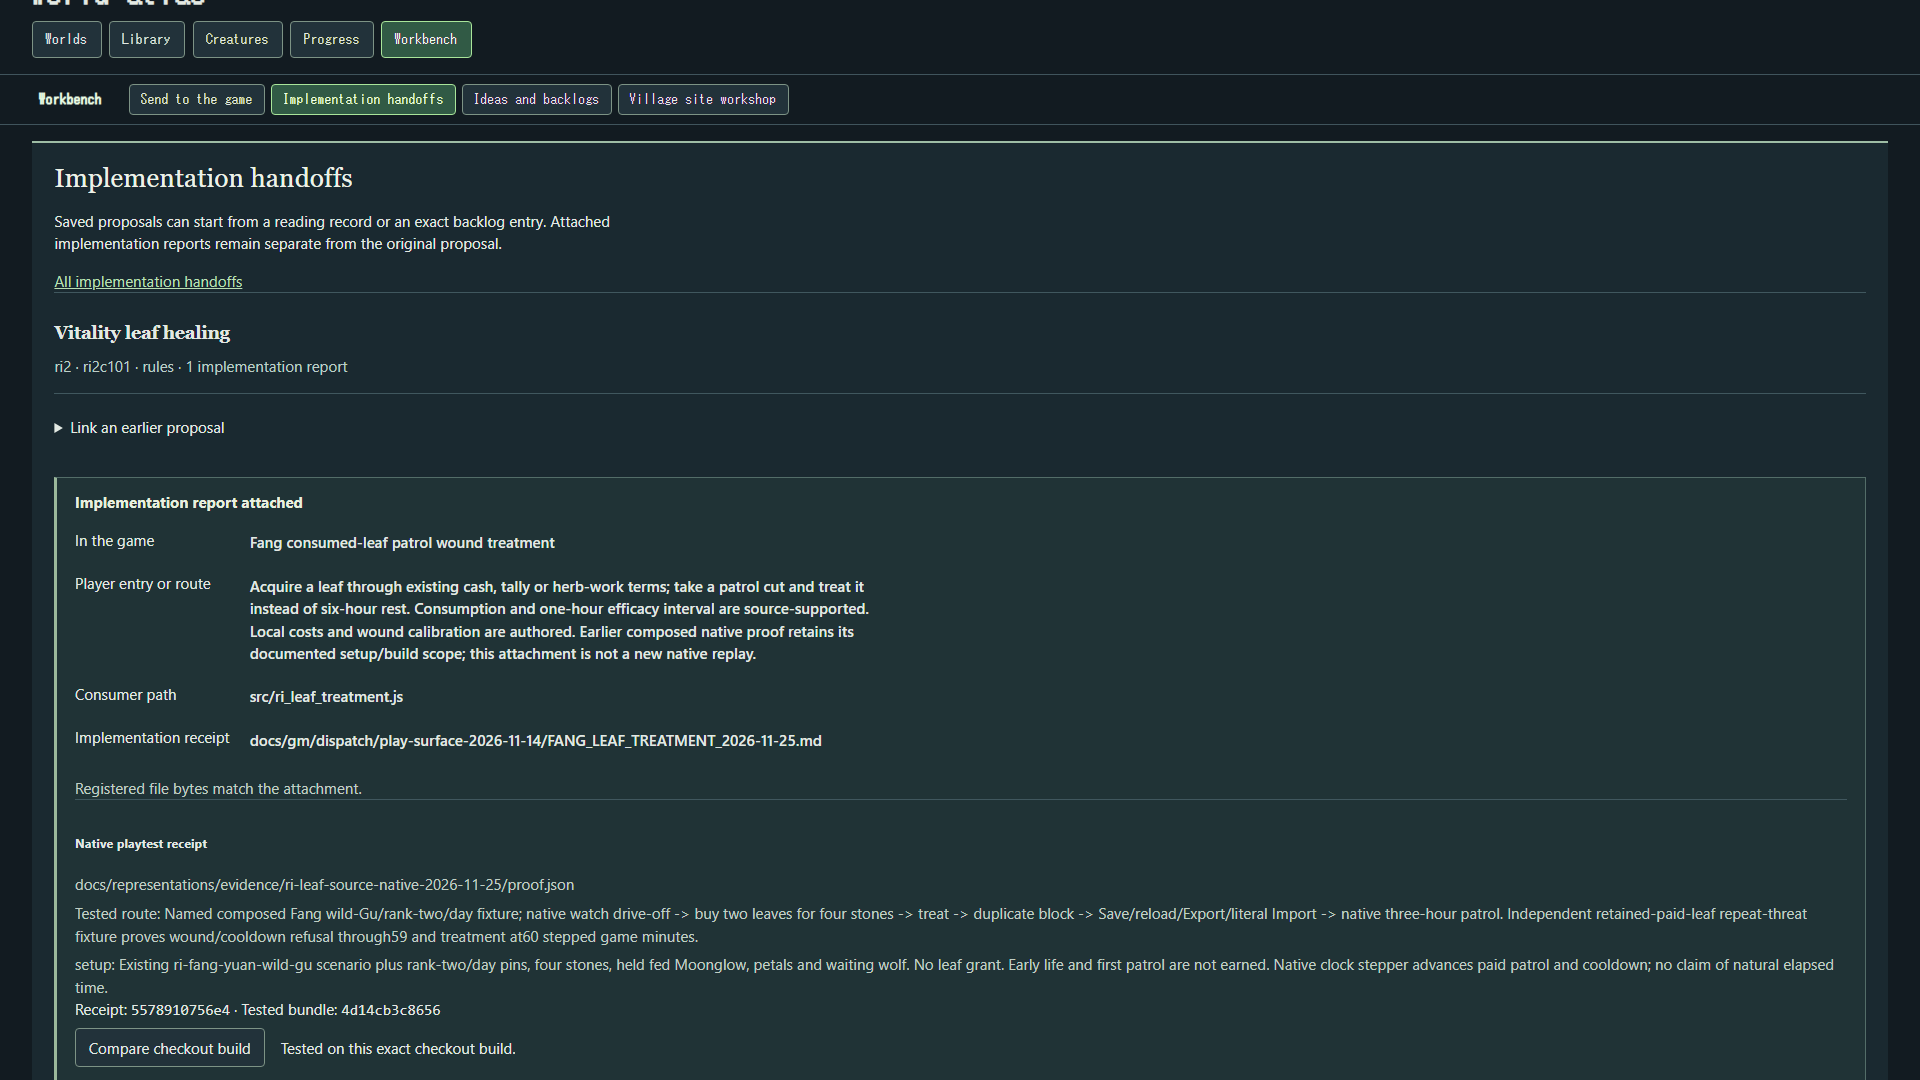 World atlas
Worlds
Library
Creatures
Progress
Workbench
Workbench
Send to the game
Implementation handoffs
Ideas and backlogs
Village site workshop
Implementation handoffs
Saved proposals can start from a reading record or an exact backlog entry. Attached
implementation reports remain separate from the original proposal.
All implementation handoffs
Vitality leaf healing
ri2 · ri2c101 · rules · 1 implementation report
▶ Link an earlier proposal
Implementation report attached
In the game
Fang consumed-leaf patrol wound treatment
Player entry or route
Acquire a leaf through existing cash, tally or herb-work terms; take a patrol cut and treat it
instead of six-hour rest. Consumption and one-hour efficacy interval are source-supported.
Local costs and wound calibration are authored. Earlier composed native proof retains its
documented setup/build scope; this attachment is not a new native replay.
Consumer path
src/ri_leaf_treatment.js
Implementation receipt
docs/gm/dispatch/play-surface-2026-11-14/FANG_LEAF_TREATMENT_2026-11-25.md
Registered file bytes match the attachment.
Native playtest receipt
docs/representations/evidence/ri-leaf-source-native-2026-11-25/proof.json
Tested route: Named composed Fang wild-Gu/rank-two/day fixture; native watch drive-off -> buy two leaves for four stones -> treat -> duplicate block -> Save/reload/Export/literal Import -> native three-hour patrol. Independent retained-paid-leaf repeat-threat
fixture proves wound/cooldown refusal through59 and treatment at60 stepped game minutes.
setup: Existing ri-fang-yuan-wild-gu scenario plus rank-two/day pins, four stones, held fed Moonglow, petals and waiting wolf. No leaf grant. Early life and first patrol are not earned. Native clock stepper advances paid patrol and cooldown; no claim of natural elapsed
time.
Receipt: 5578910756e4 · Tested bundle: 4d14cb3c8656
Compare checkout build
Tested on this exact checkout build.